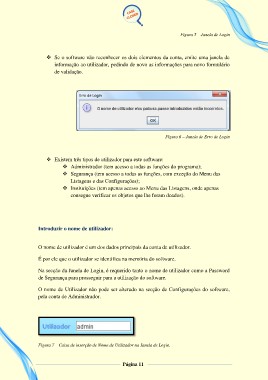 Figura 5 - Janela de Login
Se o software não reconhecer os dois elementos da conta, emite uma janela de
informação ao utilizador, pedindo de novo as informações para novo formulário
de validação.
Erro de Login
O nome de utilizador e/ou palavra passe introduzidos estão incorretos.
OK
Figura 6 - Janela de Erro de Login
Existem três tipos de utilizador para este software:
Administrador (tem acesso a todas as funções do programa);
Segurança (tem acesso a todas as funções, com exceção do Menu das
Listagens e das Configurações);
Instituições (tem apenas acesso ao Menu das Listagens, onde apenas
consegue verificar os objetos que lhe foram doados).
Introduzir o nome de utilizador:
O nome de utilizador é um dos dados principais da conta de utilizador.
É por ele que o utilizador se identifica na memória do software.
Na secção da Janela de Login, é requerido tanto o nome de utilizador como a Password
de Segurança para prosseguir para a utilização do software.
O nome de Utilizador não pode ser alterado na secção de Configurações do software,
pela conta de Administrador.
Utilizador admin
Figura 7 - Caixa de inserção de Nome de Utilizador na Janela de Login.
Página 11